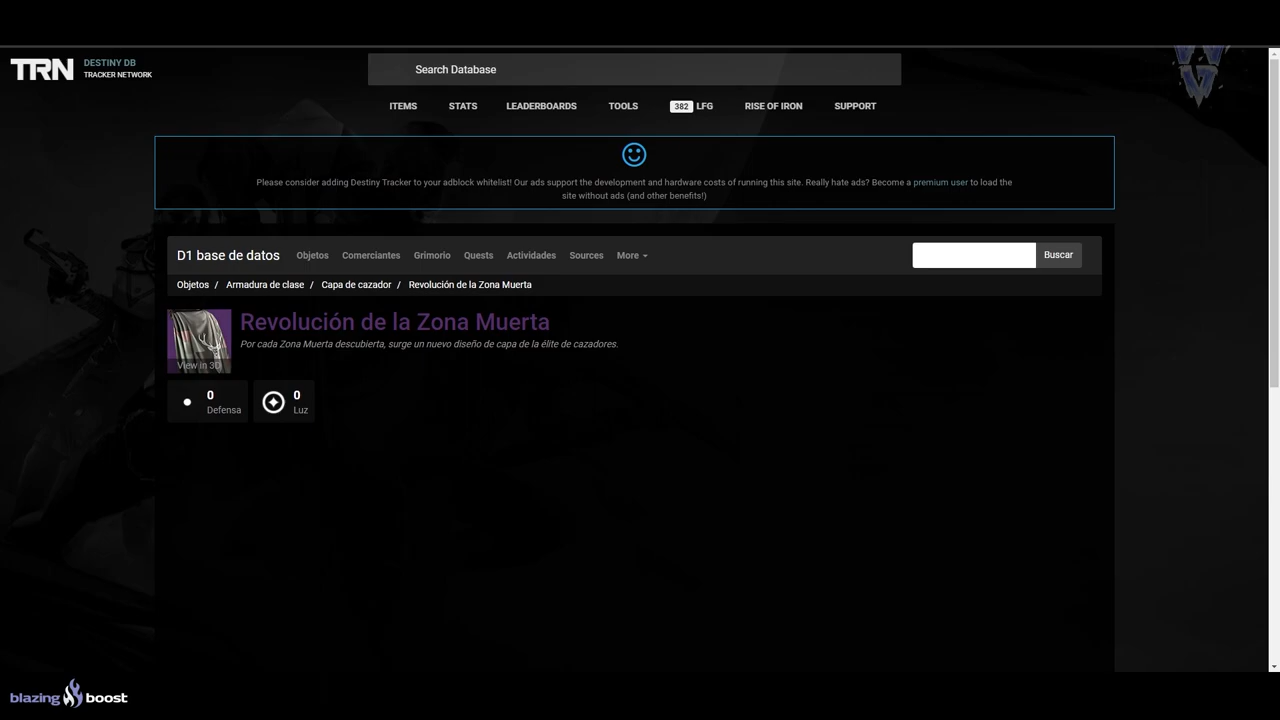 TRN
DESTINY DB
TRACKER NETWORK
Search Database
ITEMS STATS LEADERBOARDS TOOLS 382 LFG RISE OF IRON SUPPORT
Please consider adding Destiny Tracker to your adblock whitelist! Our ads support the development and hardware costs of running this site. Really hate ads? Become a premium user to load the
site without ads (and other benefits!)
D1 base de datos Objetos Comerciantes Grimorio Quests Actividades Sources More Buscar
Objetos / Armadura de clase / Capa de cazador / Revolución de la Zona Muerta
Revolución de la Zona Muerta
Por cada Zona Muerta descubierta, surge un nuevo diseño de capa de la élite de cazadores.
View in 3D
0 0
Defensa Luz
blazing boost